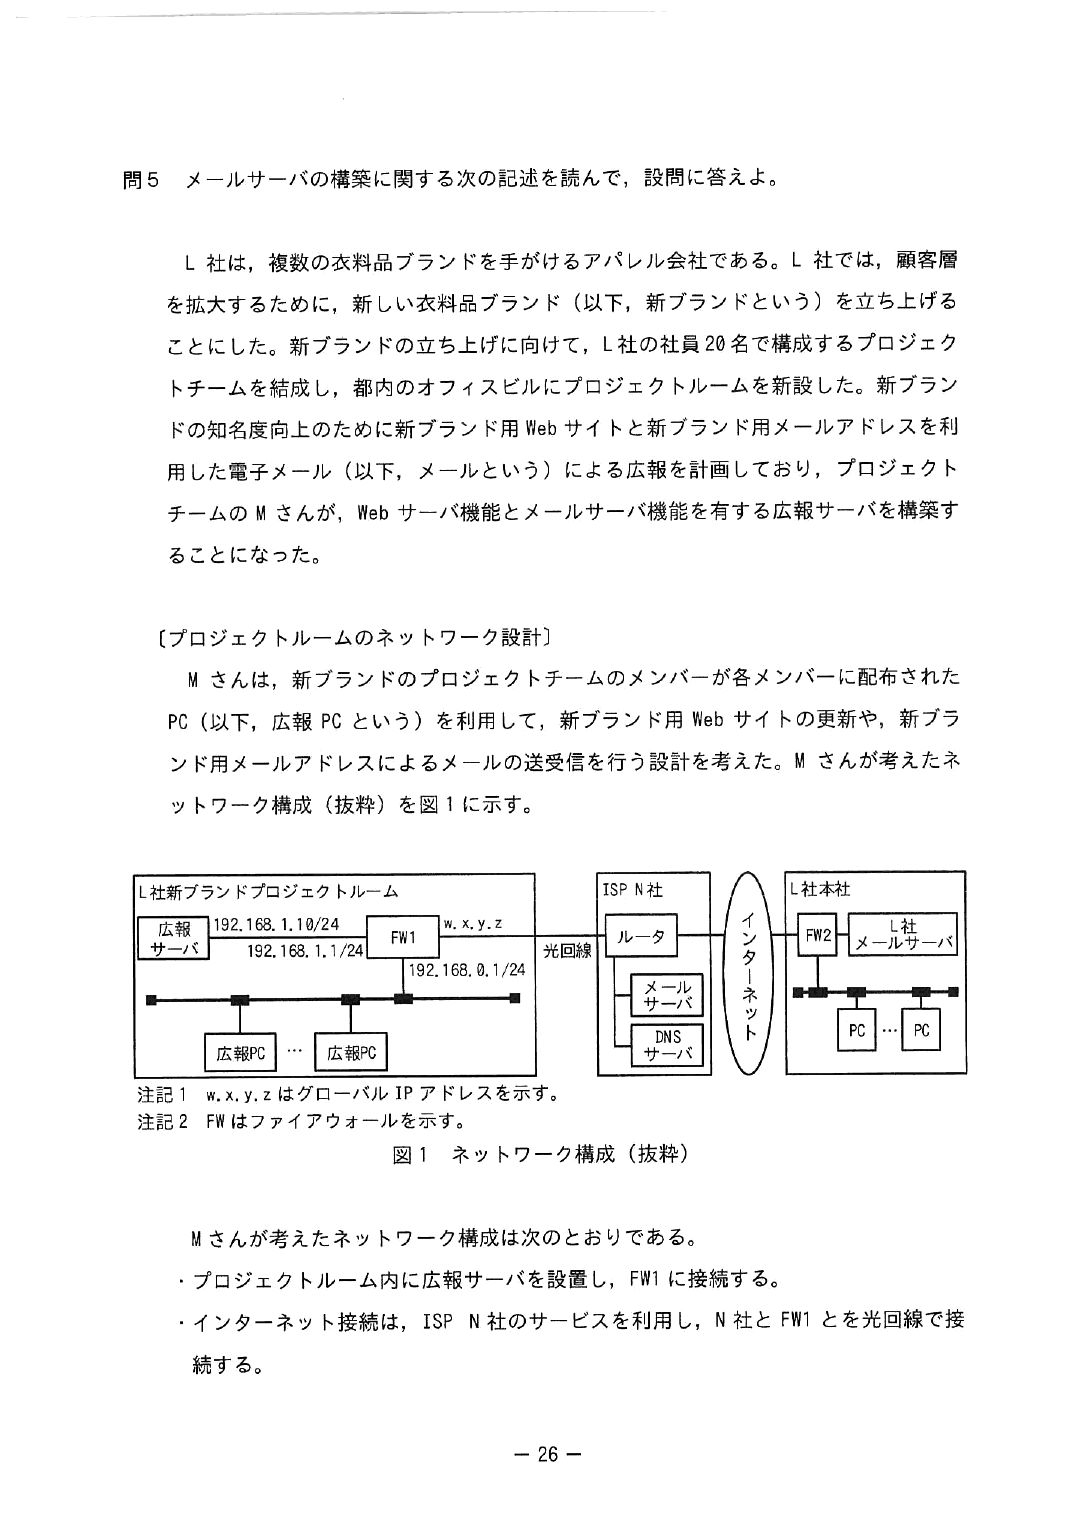 問5 メールサーバの構築に関する次の記述を読んで，設問に答えよ。
L 社は，複数の衣料品ブランドを手がけるアパレル会社である。L 社では，顧客層
を拡大するために，新しい衣料品ブランド（以下，新ブランドという）を立ち上げる
ことにした。新ブランドの立ち上げに向けて，L社の社員20名で構成するプロジェク
トチームを結成し，都内のオフィスビルにプロジェクトルームを新設した。新ブラン
ドの知名度向上のために新ブランド用Webサイトと新ブランド用メールアドレスを利
用した電子メール（以下，メールという）による広報を計画しており，プロジェクト
チームの M さんが，Web サーバ機能とメールサーバ機能を有する広報サーバを構築す
ることになった。
〔プロジェクトルームのネットワーク設計〕
M さんは，新ブランドのプロジェクトチームのメンバーが各メンバーに配布された
PC（以下，広報 PC という）を利用して，新ブランド用 Web サイトの更新や，新ブラ
ンド用メールアドレスによるメールの送受信を行う設計を考えた。M さんが考えたネ
ットワーク構成（抜粋）を図1に示す。
L社新ブランドプロジェクトルーム
広報
サーバ
192.168.1.10/24
192.168.1.1/24
FW1
w.x.y.z
192.168.0.1/24
広報PC
…
広報PC
光回線
ISP N社
ルータ
メール
サーバ
DNS
サーバ
インターネット
L社本社
FW2
L社
メールサーバ
PC
…
PC
注記1 w.x.y.zはグローバルIPアドレスを示す。
注記2 FWはファイアウォールを示す。
図1 ネットワーク構成（抜粋）
Mさんが考えたネットワーク構成は次のとおりである。
・プロジェクトルーム内に広報サーバを設置し，FW1に接続する。
・インターネット接続は，ISP N社のサービスを利用し，N社とFW1とを光回線で接
続する。
― 26 ―